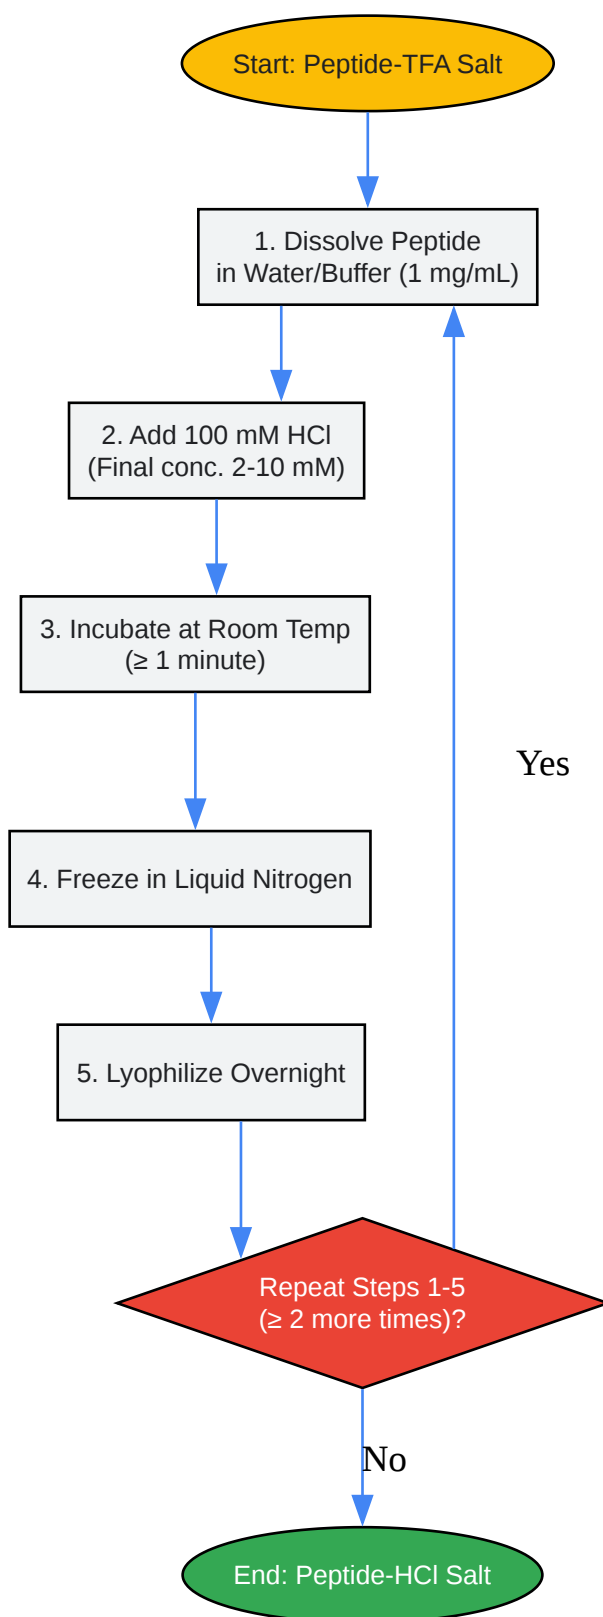 Start: Peptide-TFA Salt
1. Dissolve Peptide
in Water/Buffer (1 mg/mL)
2. Add 100 mM HCl
(Final conc. 2-10 mM)
3. Incubate at Room Temp
(≥ 1 minute)
Yes
4. Freeze in Liquid Nitrogen
5. Lyophilize Overnight
Repeat Steps 1-5
(≥ 2 more times)?
No
End: Peptide-HCl Salt